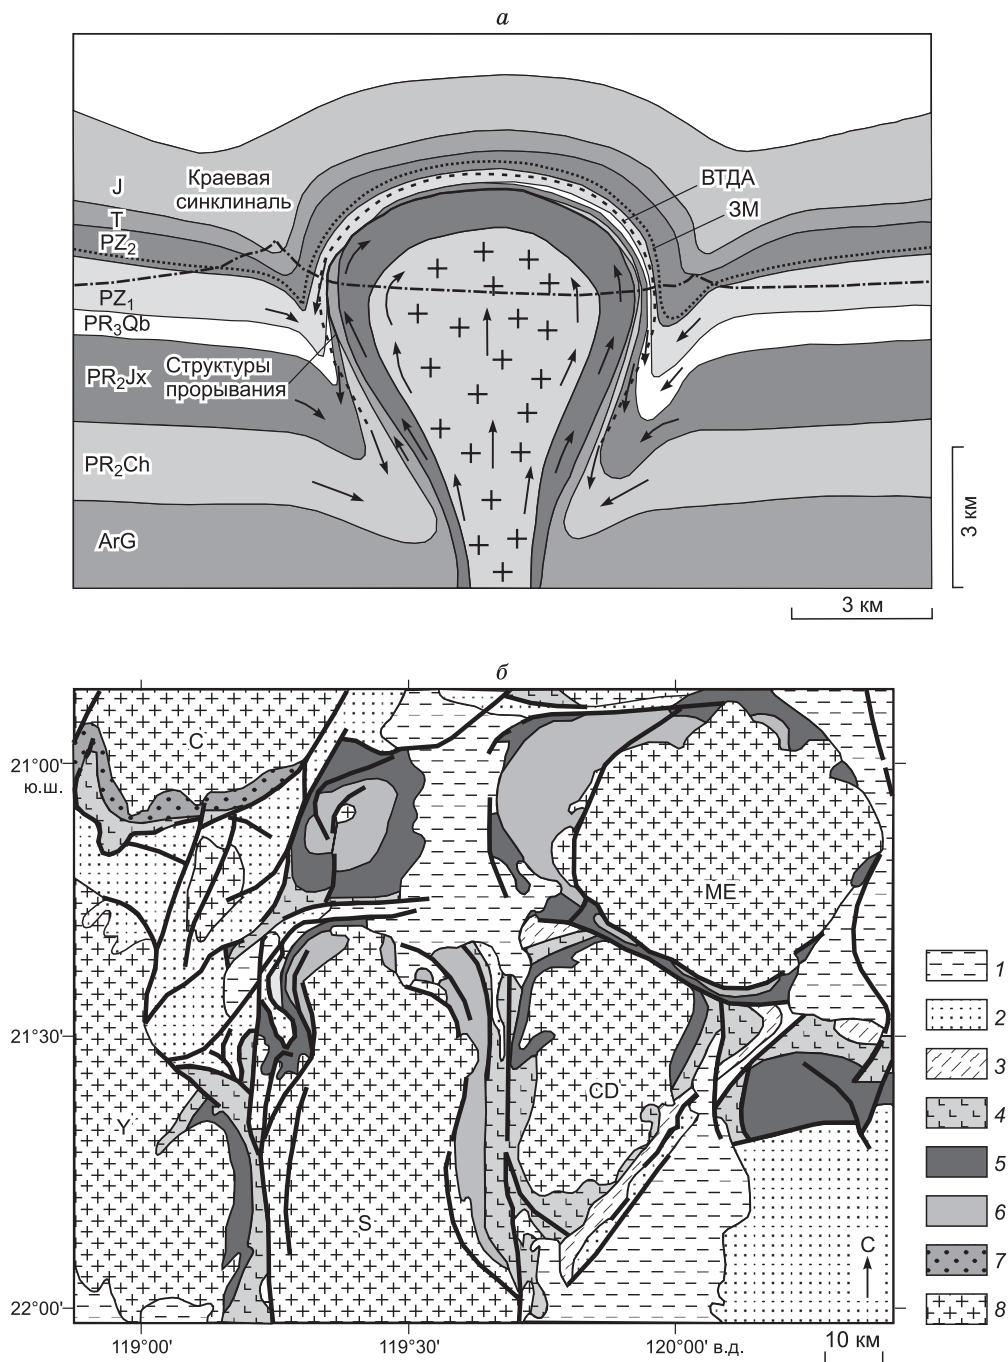 а
Краевая
синклиналь
ВТДА
ЗМ
J
T
PZ₂
PZ₁
PR₃Qb
PR₂Jx
Структуры
прорывания
PR₂Ch
ArG
3 км
3 км
б
21°00'
ю.ш.
21°30'
22°00'
C
ME
CD
Y
S
С
1
2
3
4
5
6
7
8
119°00'
119°30'
120°00' в.д.
10 км